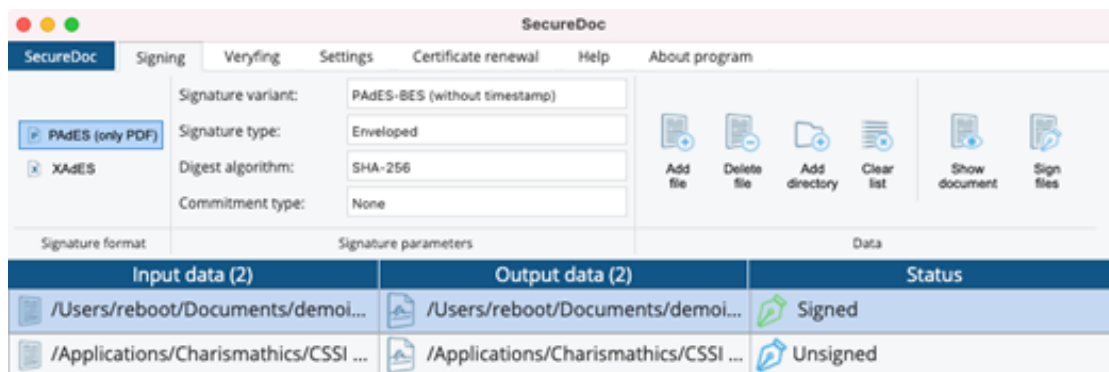 SecureDoc
SecureDoc Signing Veryfing Settings Certificate renewal Help About program
Signature variant: PAdES-BES (without timestamp)
PAdES (only PDF) Signature type: Enveloped
XAdES Digest algorithm: SHA-256
Commitment type: None
Add file
Delete file
Add directory
Clear list
Show document
Sign files
Signature format Signature parameters Data
Input data (2) Output data (2) Status
/Users/reboot/Documents/demoi... /Users/reboot/Documents/demoi... Signed
/Applications/Charismathics/CSSI ... /Applications/Charismathics/CSSI ... Unsigned